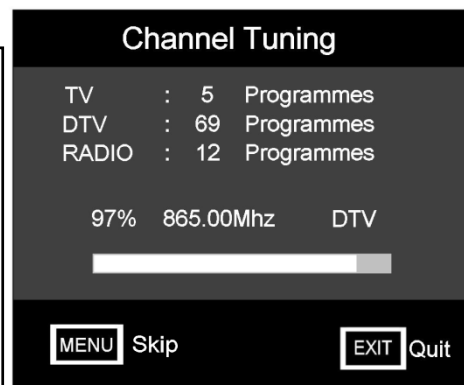 Channel Tuning
TV : 5 Programmes
DTV : 69 Programmes
RADIO : 12 Programmes
97% 865.00Mhz DTV
MENU Skip EXIT Quit